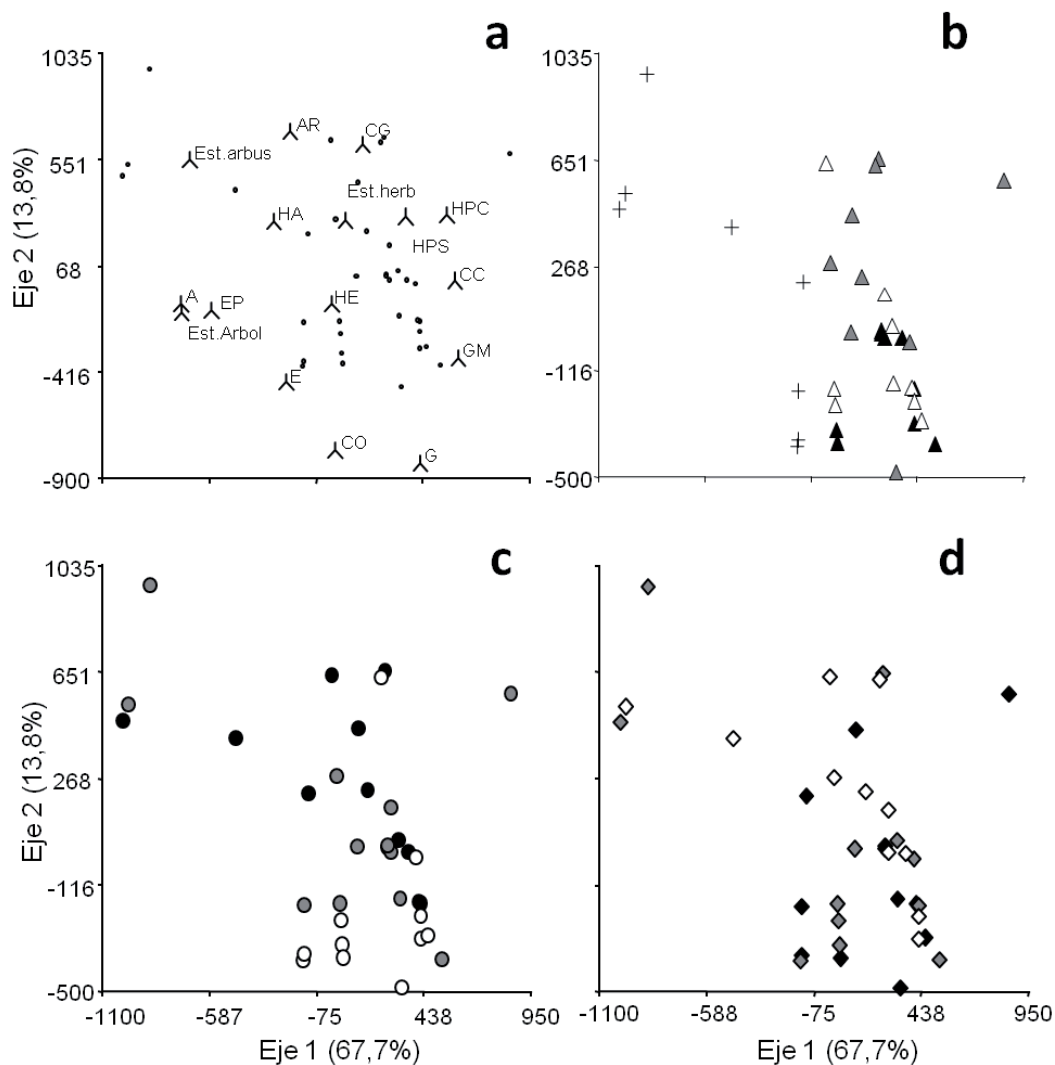 a
b
1035
1035
AR
CG
Est.arbus
551
651
Est.herb
HA
HPC
HPS
Eje 2 (13,8%)
68
268
CC
A
EP
HE
Est.Arbol
GM
-416
-116
E
CO
G
-900
-500
c
d
1035
651
Eje 2 (13,8%)
268
-116
-500
-1100
-587
-75
438
950
-1100
-588
-75
438
950
Eje 1 (67,7%)
Eje 1 (67,7%)